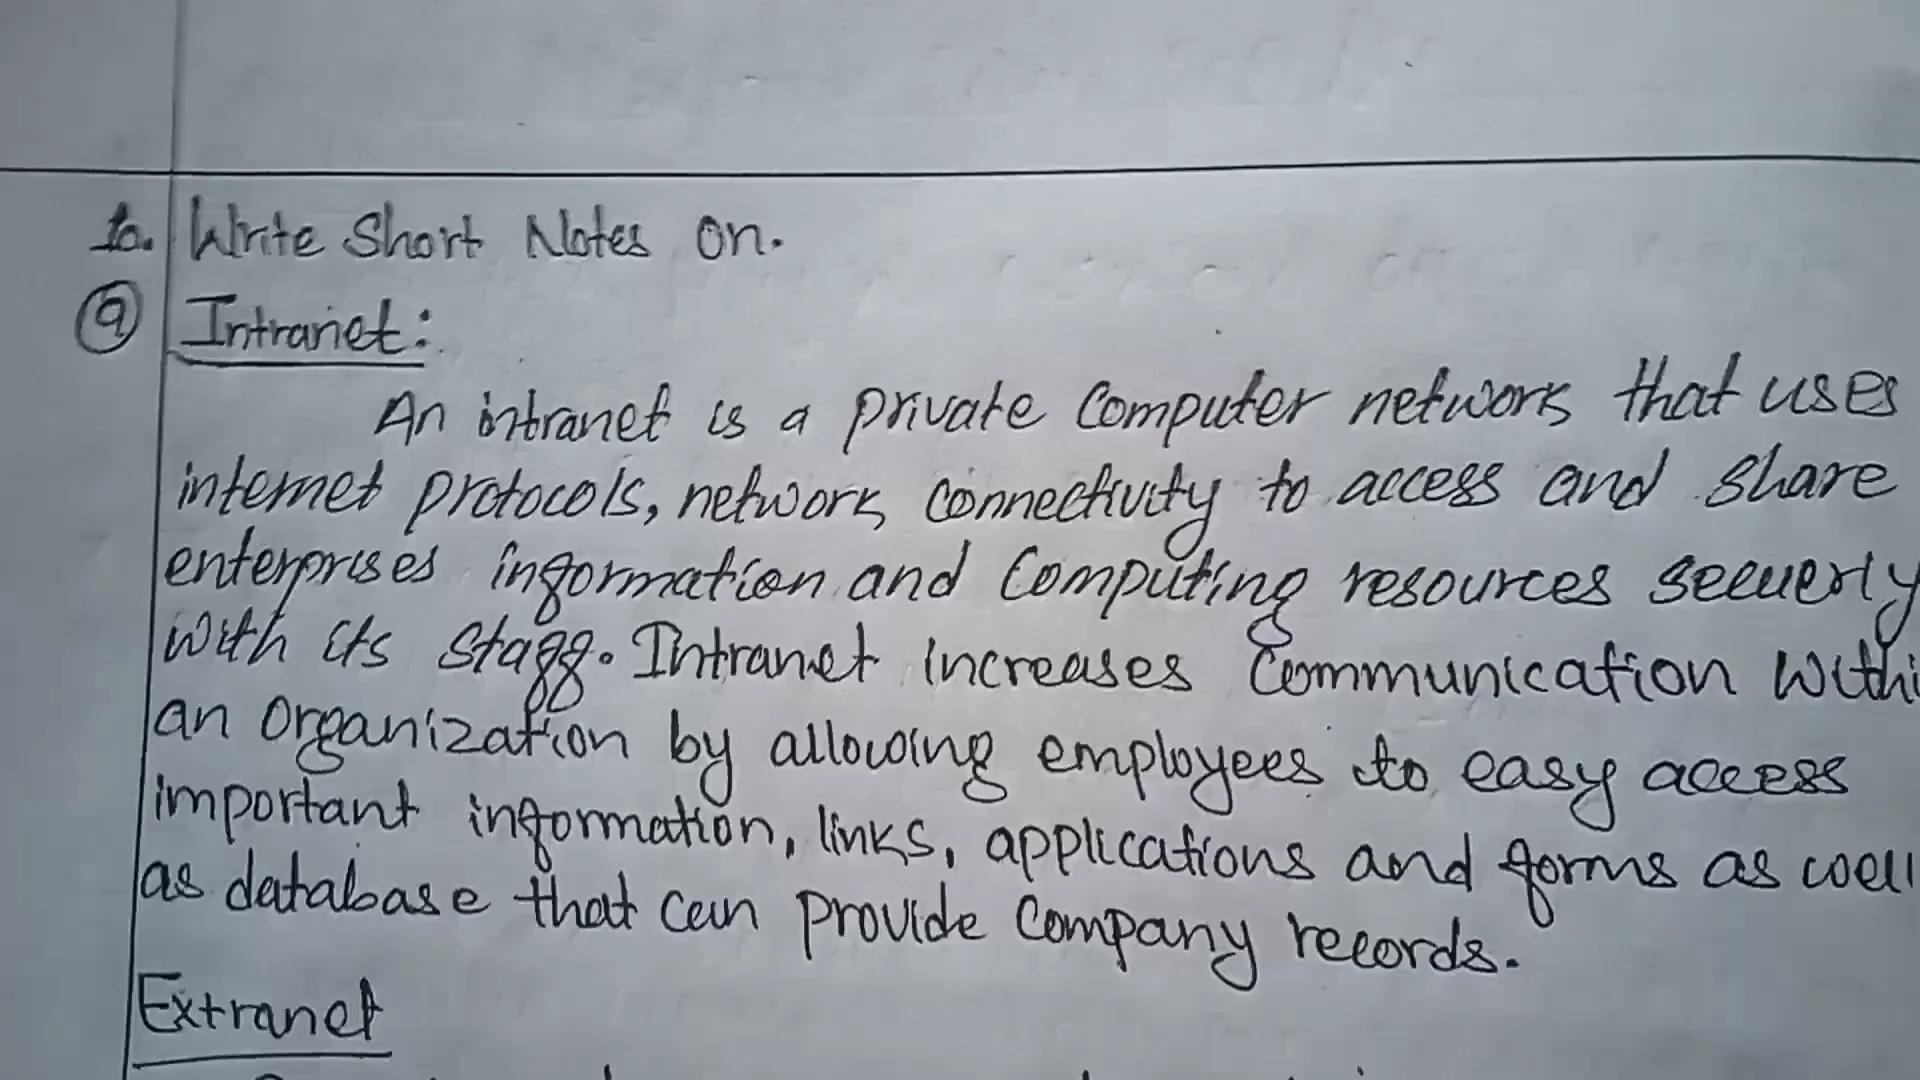 10. Write Short Notes on.
(a) Intranet:
An intranet is a private Computer network that uses
internet protocols, network connectivity to access and share
enterprises information and Computing resources secuerly
with its staff. Intranet increases Communication withi
an organization by allowing employees to easy access
important information, links, applications and forms as well
as database that can provide Company records.
Extranet